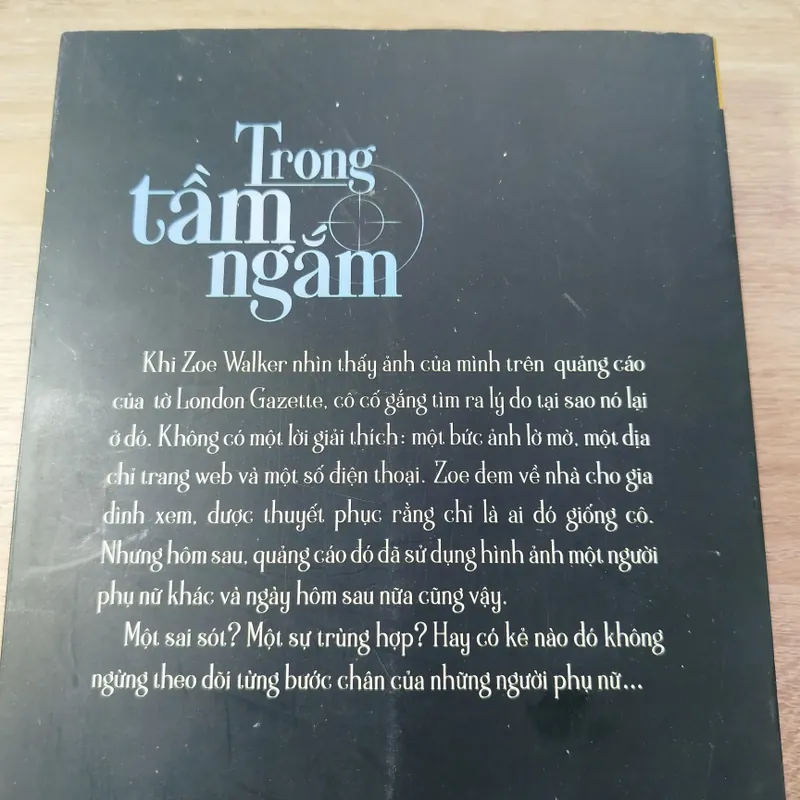 Trong
tầm
ngắm
Khi Zoe Walker nhìn thấy ảnh của mình trên quảng cáo
của tờ London Gazette, cô cố gắng tìm ra lý do tại sao nó lại
ở đó. Không có một lời giải thích: một bức ảnh lờ mờ, một địa
chỉ trang web và một số điện thoại. Zoe đem về nhà cho gia
đình xem, được thuyết phục rằng chỉ là ai đó giống cô.
Nhưng hôm sau, quảng cáo đó đã sử dụng hình ảnh một người
phụ nữ khác và ngày hôm sau nữa cũng vậy.
Một sai sót? Một sự trùng hợp? Hay có kẻ nào đó không
ngừng theo dõi từng bước chân của những người phụ nữ...